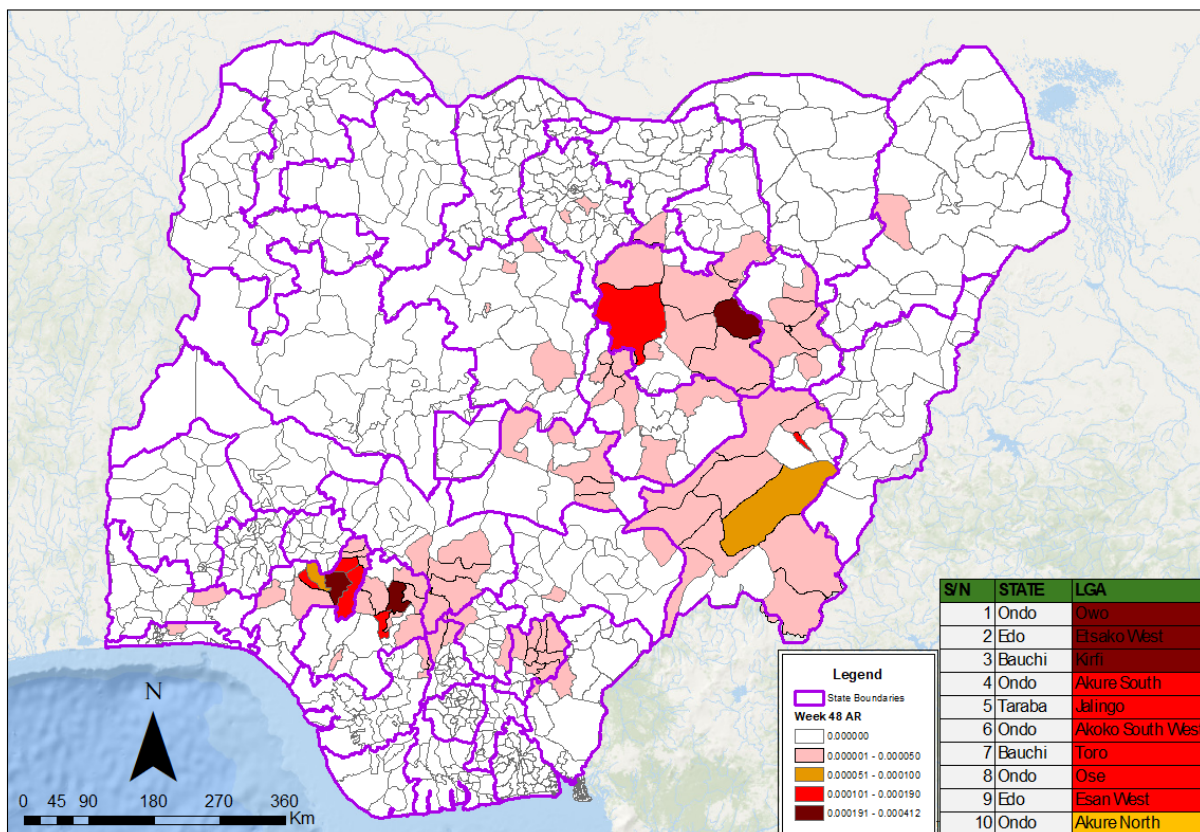 N
0 45 90 180 270 360
Km
Legend
State Boundaries
Week 48 AR
0.000000
0.000001 - 0.000050
0.000051 - 0.000100
0.000101 - 0.000190
0.000191 - 0.000412
S/N STATE LGA
1 Ondo Owo
2 Edo Etsako West
3 Bauchi Kirfi
4 Ondo Akure South
5 Taraba Jalingo
6 Ondo Akoko South West
7 Bauchi Toro
8 Ondo Ose
9 Edo Esan West
10 Ondo Akure North